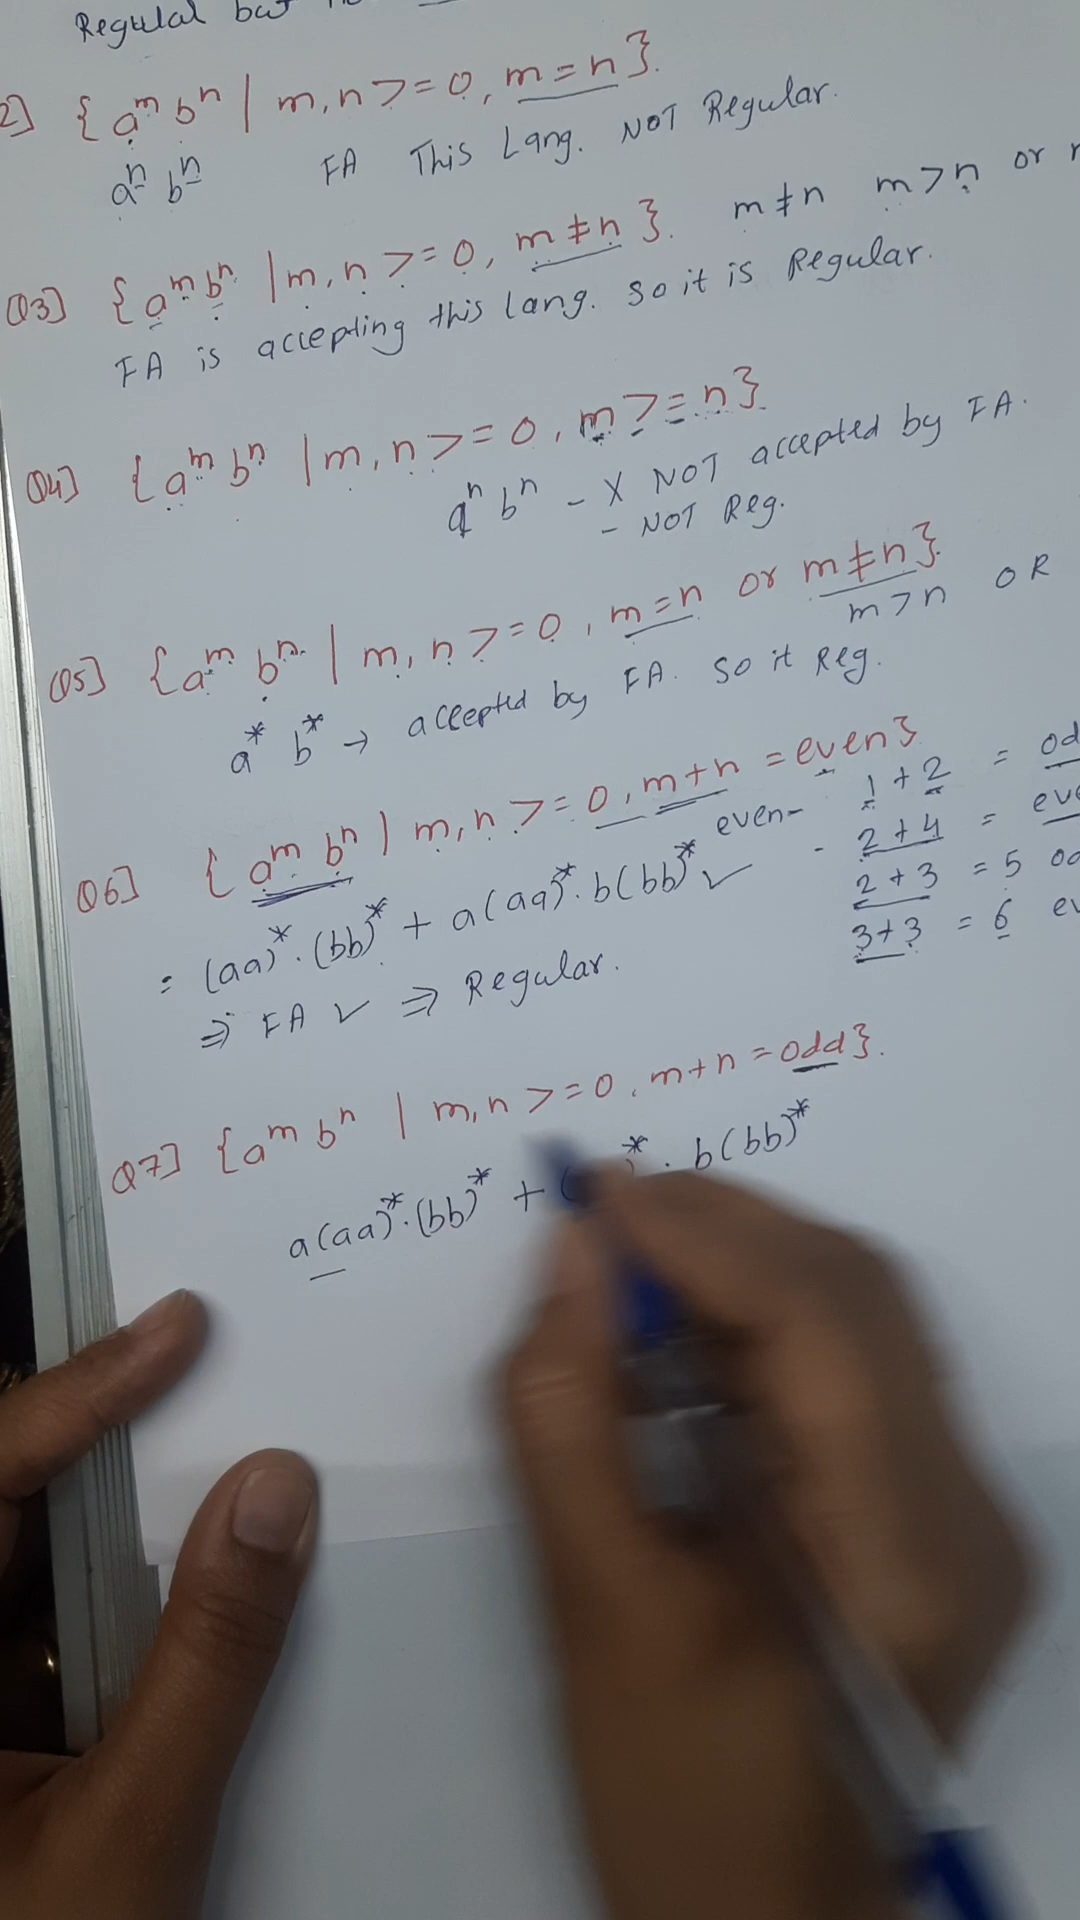 Regular but
2] { a^m b^n | m, n >= 0, m = n }.
a^n b^n FA This Lang. NOT Regular.
Q3] { a^m b^n | m, n >= 0, m ≠ n }. m ≠ n m > n or
FA is accepting this lang. so it is Regular.
Q4] { a^m b^n | m, n >= 0, m >= n }
a^n b^n - X NOT accepted by FA.
- NOT Reg.
Q5] { a^m b^n | m, n >= 0, m = n or m ≠ n }.
m > n OR
a* b* → accepted by FA. so it Reg.
Q6] { a^m b^n | m, n >= 0, m + n = even }
even - 1 + 2 = od
- 2 + 4 = eve
= (aa)*.(bb)* + a(aa)*.b(bb)* ✓ 2 + 3 = 5 od
3 + 3 = 6 ev
⇒ FA ✓ ⇒ Regular.
Q7] { a^m b^n | m, n >= 0, m + n = odd }.
a(aa)*.(bb)* + ( )*. b(bb)*